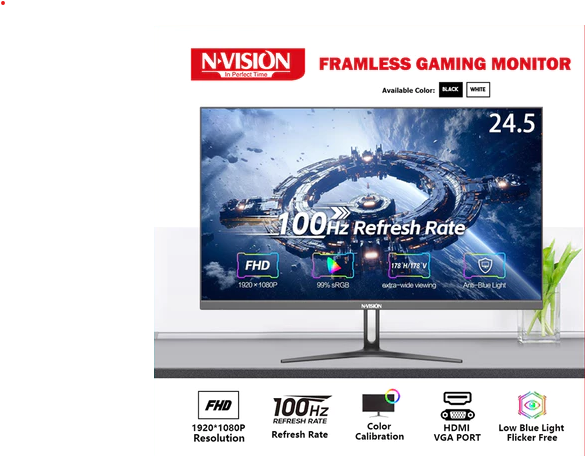 N·VISION
In Perfect Time
FRAMLESS GAMING MONITOR
Available Color: BLACK WHITE
24.5
100Hz Refresh Rate
FHD
178°H/178°V
1920×1080P
99% sRGB
extra-wide viewing
Anti-Blue Light
N·VISION
FHD
100Hz
REFRESH RATE
1920*1080P
Resolution
Refresh Rate
Color
Calibration
HDMI
VGA PORT
Low Blue Light
Flicker Free